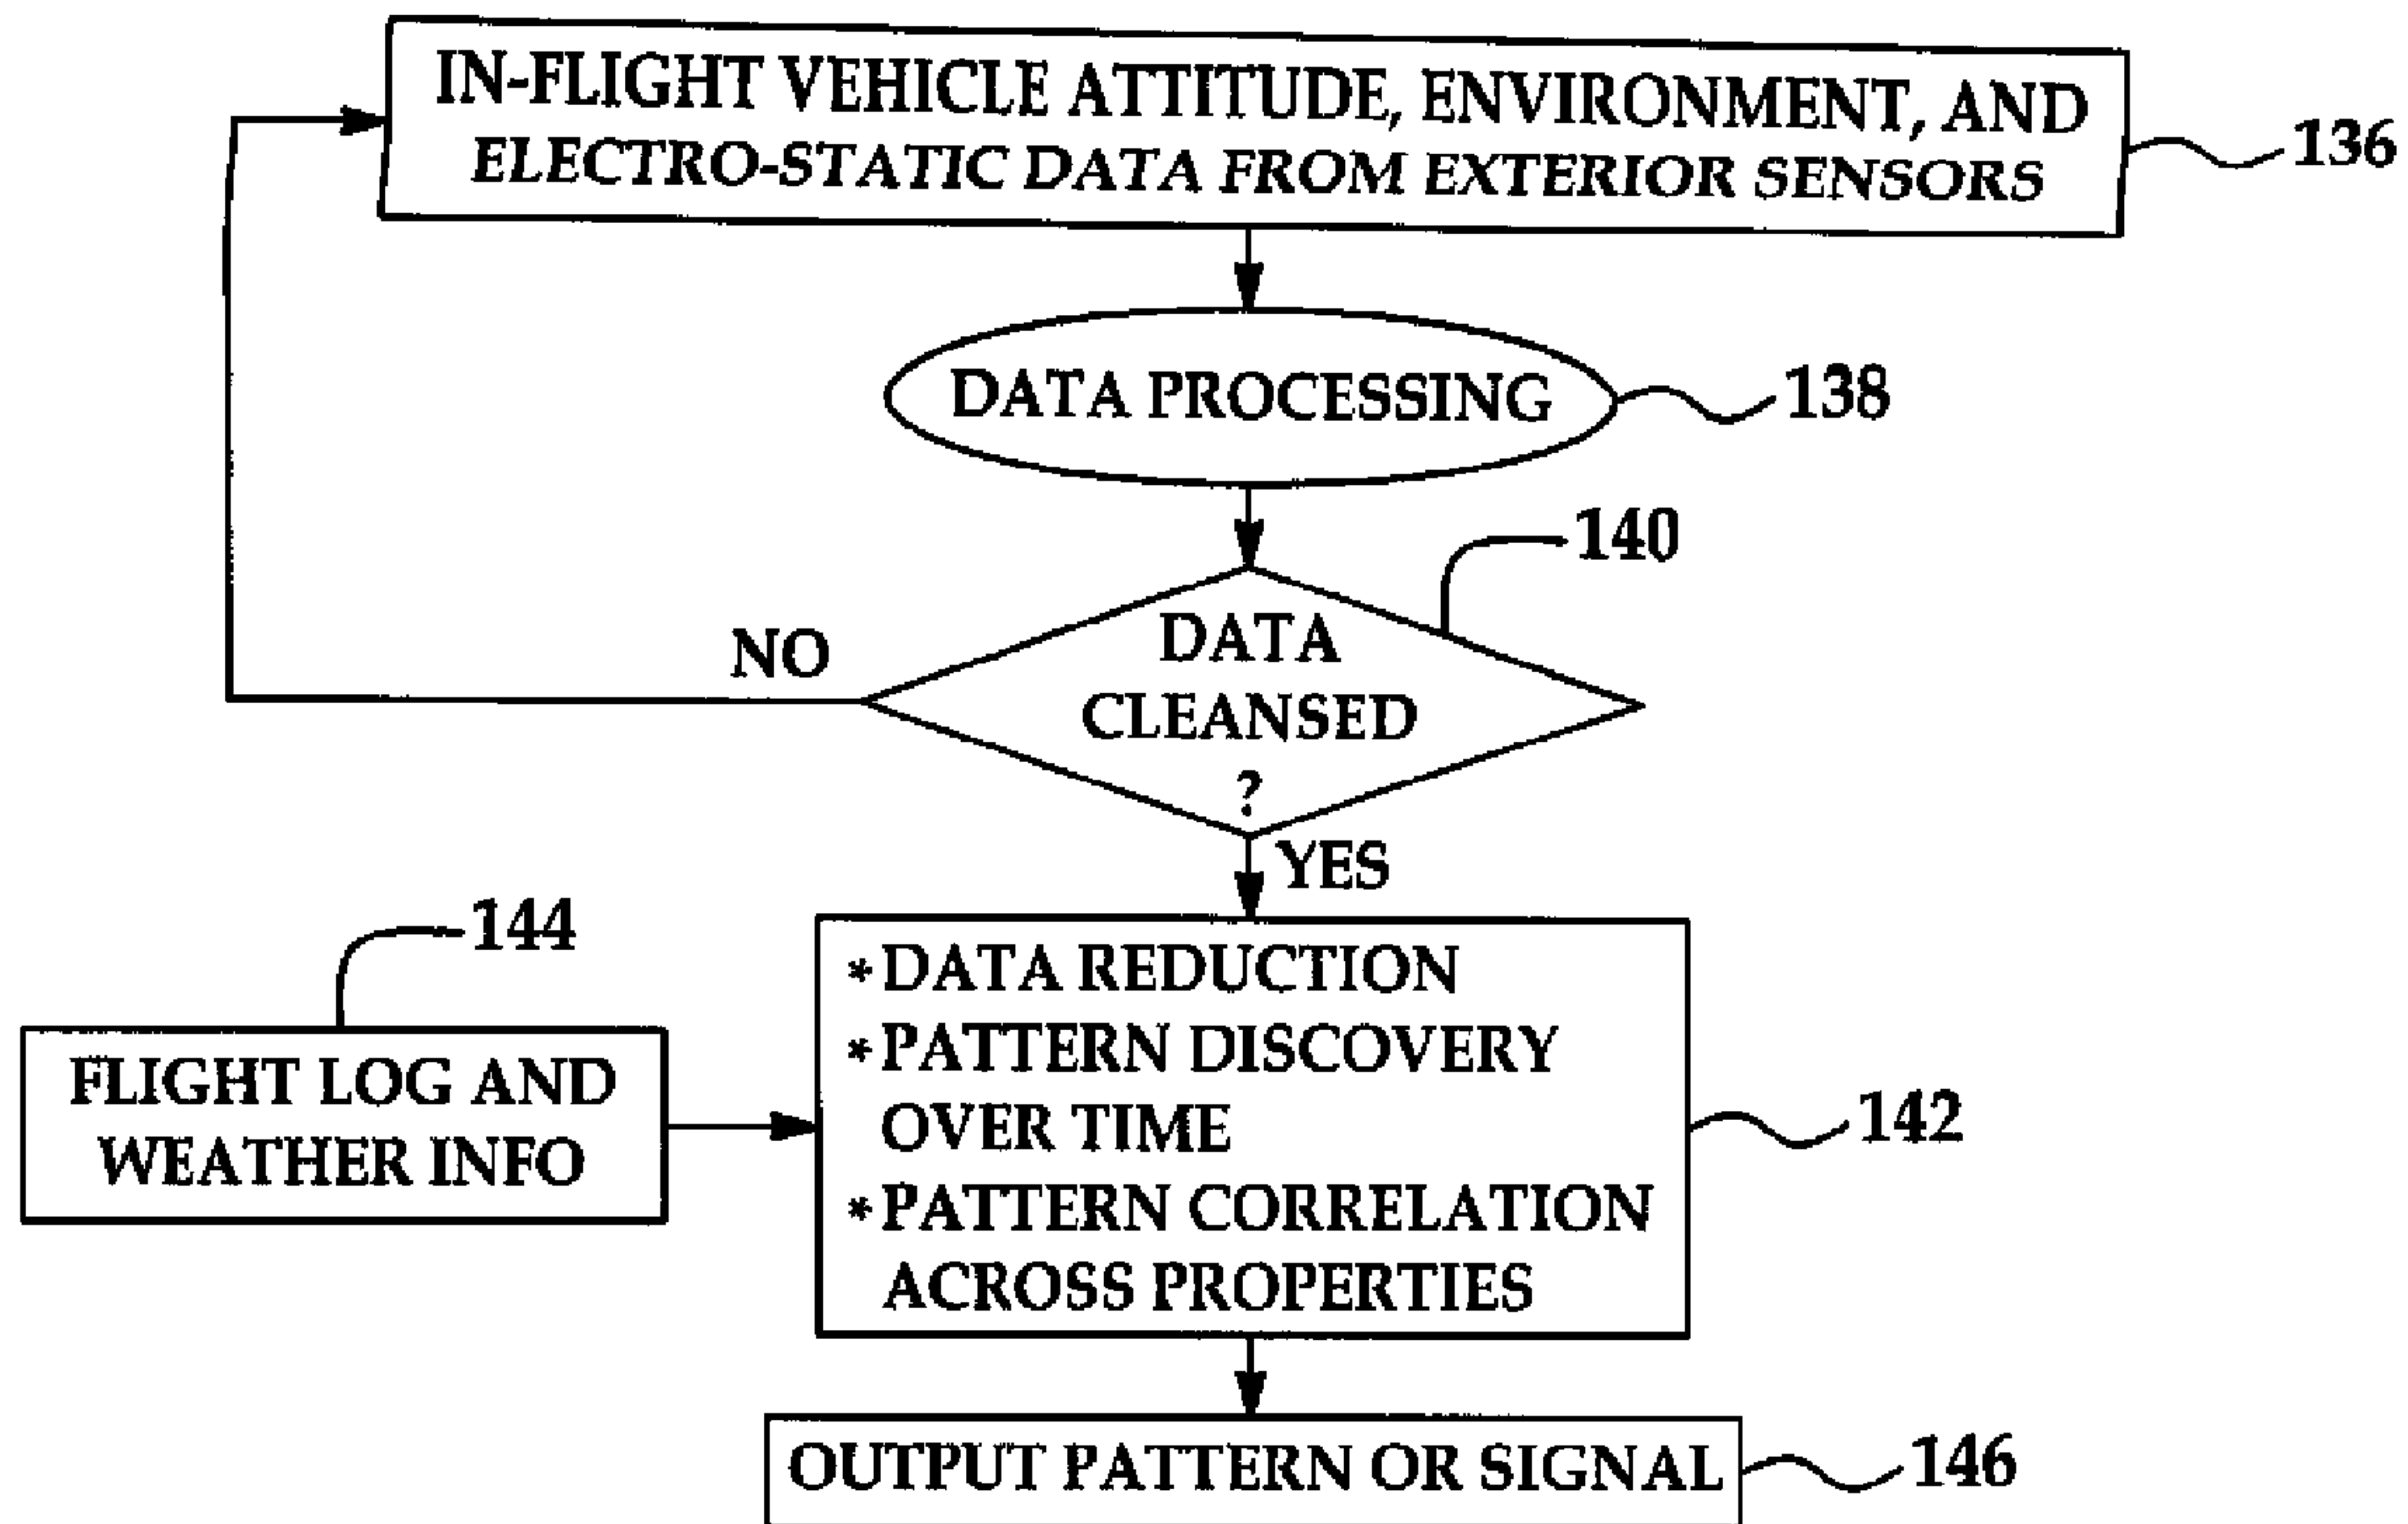 IN-FLIGHT VEHICLE ATTITUDE, ENVIRONMENT, AND
ELECTRO-STATIC DATA FROM EXTERIOR SENSORS
136
DATA PROCESSING
138
140
DATA
CLEANSED
?
NO
YES
144
FLIGHT LOG AND
WEATHER INFO
* DATA REDUCTION
* PATTERN DISCOVERY
OVER TIME
* PATTERN CORRELATION
ACROSS PROPERTIES
142
OUTPUT PATTERN OR SIGNAL
146